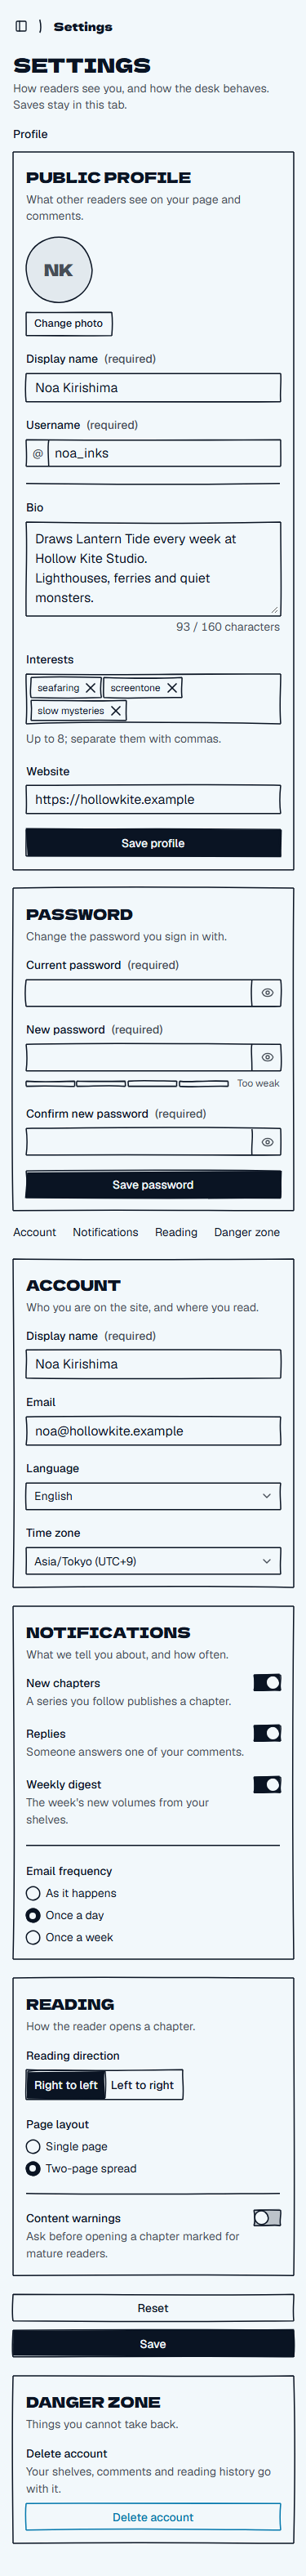 Settings
SETTINGS
How readers see you, and how the desk behaves.
Saves stay in this tab.
Profile
PUBLIC PROFILE
What other readers see on your page and
comments.
NK
Change photo
Display name (required)
Noa Kirishima
Username (required)
@ noa_inks
Bio
Draws Lantern Tide every week at
Hollow Kite Studio.
Lighthouses, ferries and quiet
monsters.
93 / 160 characters
Interests
seafaring screentone
slow mysteries
Up to 8; separate them with commas.
Website
https://hollowkite.example
Save profile
PASSWORD
Change the password you sign in with.
Current password (required)
New password (required)
Too weak
Confirm new password (required)
Save password
Account Notifications Reading Danger zone
ACCOUNT
Who you are on the site, and where you read.
Display name (required)
Noa Kirishima
Email
noa@hollowkite.example
Language
English
Time zone
Asia/Tokyo (UTC+9)
NOTIFICATIONS
What we tell you about, and how often.
New chapters
A series you follow publishes a chapter.
Replies
Someone answers one of your comments.
Weekly digest
The week's new volumes from your
shelves.
Email frequency
As it happens
Once a day
Once a week
READING
How the reader opens a chapter.
Reading direction
Right to left Left to right
Page layout
Single page
Two-page spread
Content warnings
Ask before opening a chapter marked for
mature readers.
Reset
Save
DANGER ZONE
Things you cannot take back.
Delete account
Your shelves, comments and reading history go
with it.
Delete account